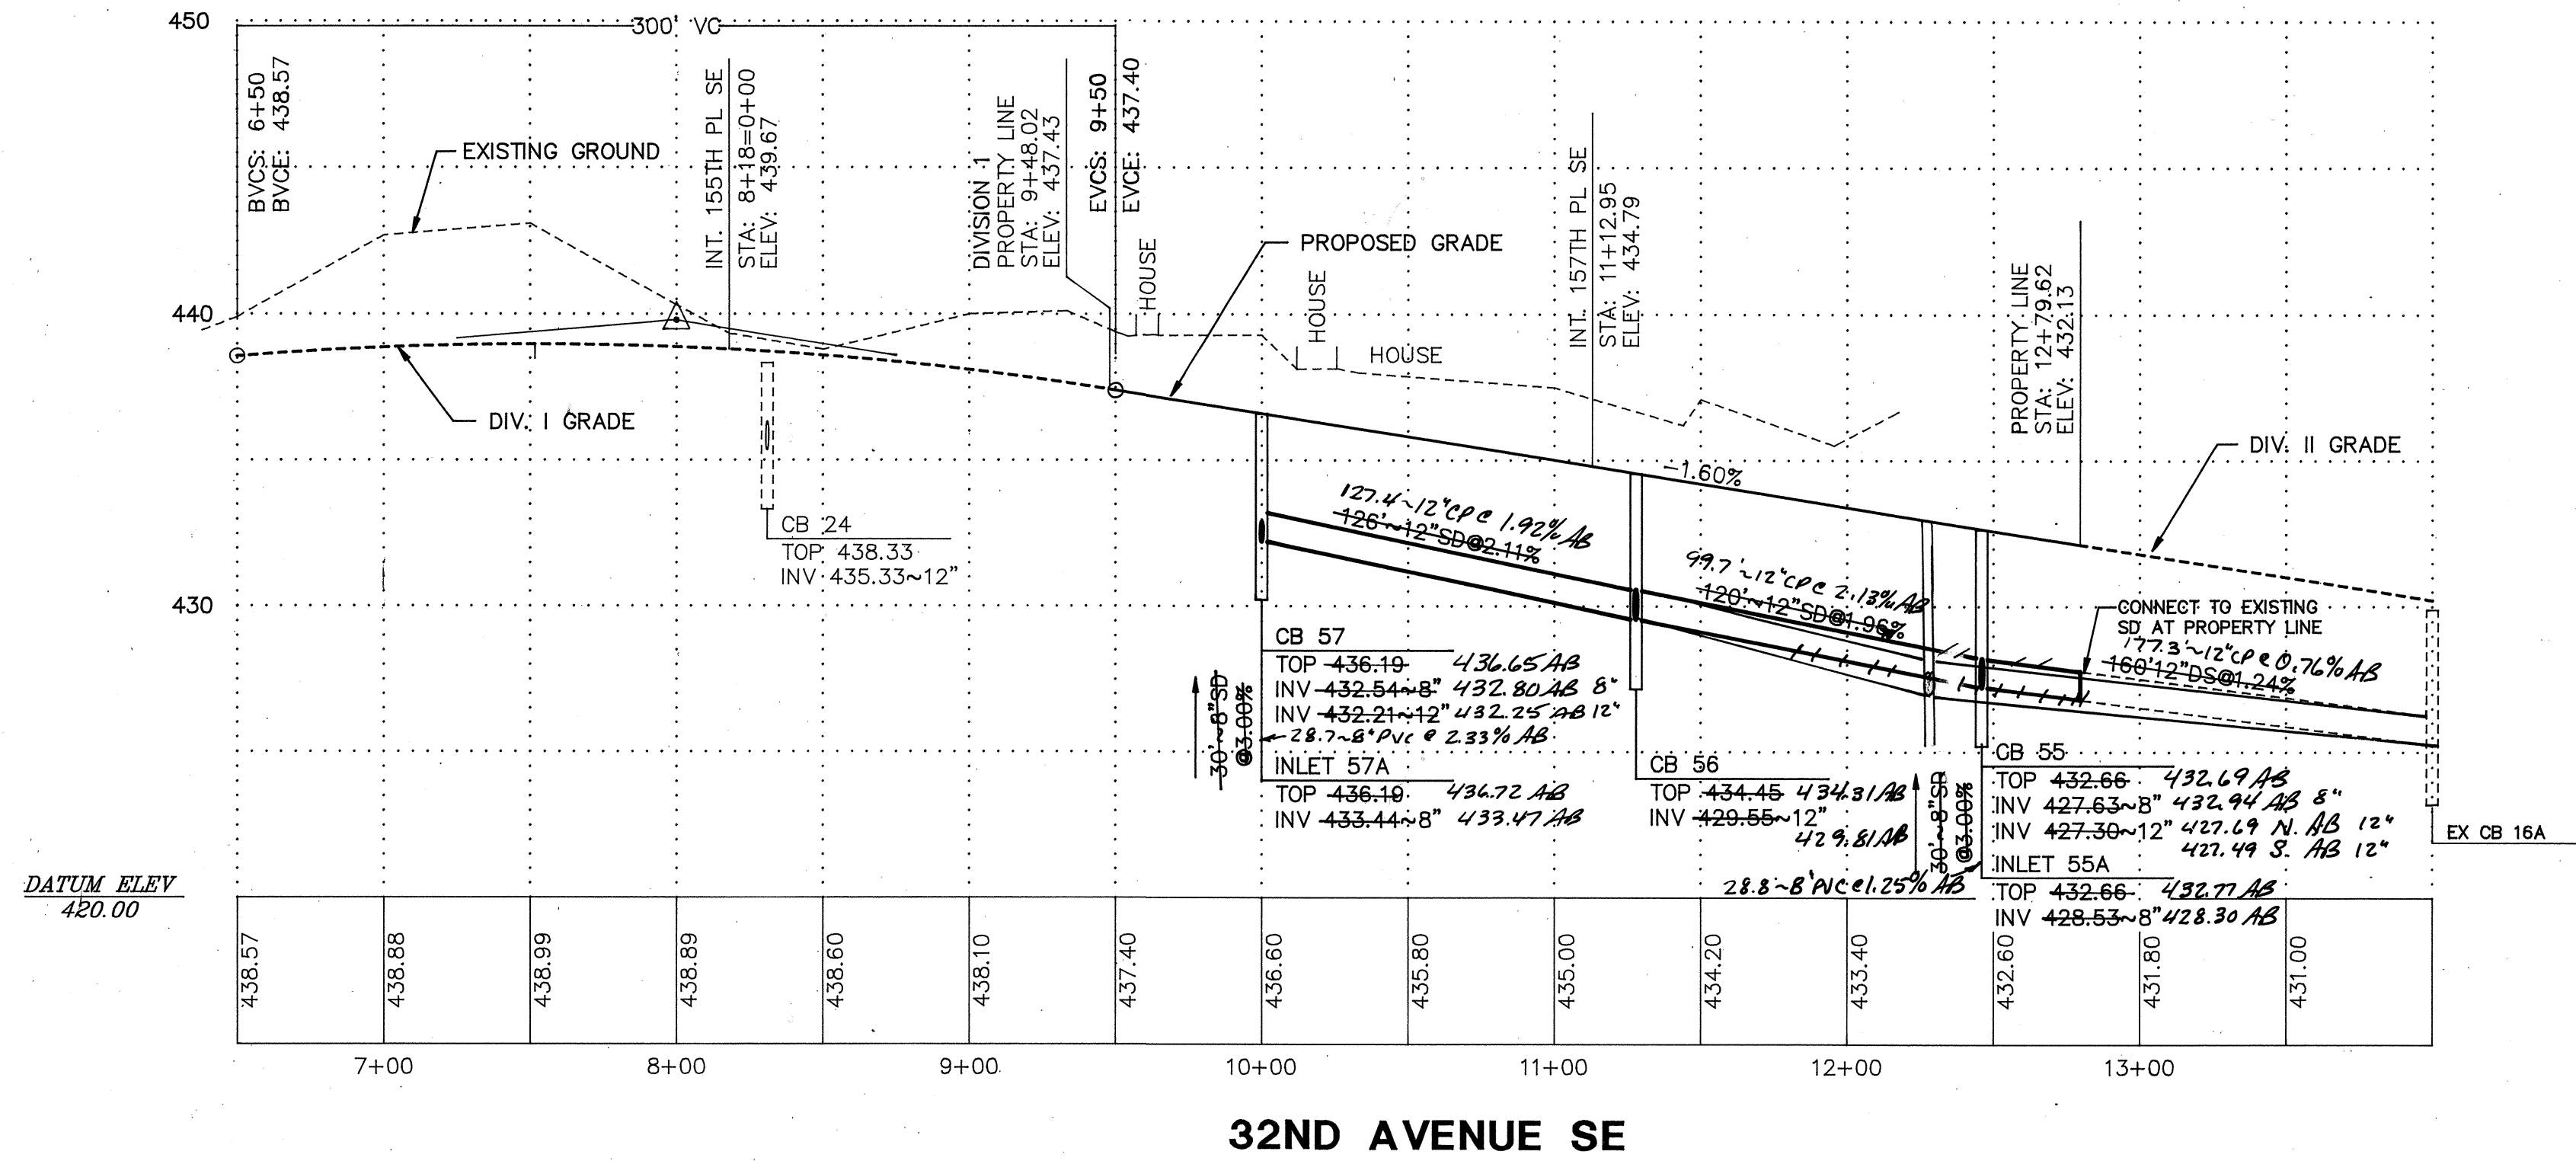 450
300' VC
BVCS: 6+50
BVCE: 438.57
EXISTING GROUND
INT. 155TH PL SE
STA: 8+18=0+00
ELEV: 439.67
DIVISION 1
PROPERTY LINE
STA: 9+48.02
ELEV: 437.43
EVCS: 9+50
EVCE: 437.40
HOUSE
PROPOSED GRADE
HOUSE
HOUSE
INT. 157TH PL SE
STA: 11+12.95
ELEV: 434.79
PROPERTY LINE
STA: 12+79.62
ELEV: 432.13
440
DIV. I GRADE
DIV. II GRADE
-1.60%
CB 24
TOP 438.33
INV 435.33~12"
127.4~12"CP@ 1.92% AB
126'~12"SD@2.11%
99.7'~12"CP@ 2.13% AB
120'~12"SD@1.96%
430
CONNECT TO EXISTING
SD AT PROPERTY LINE
177.3'~12"CP@ 0.76% AB
160'12"DS@1.24%
30'~8"SD
@3.00%
CB 57
TOP 436.19 436.65 AB
INV 432.54~8" 432.80 AB 8"
INV 432.21~12" 432.25 AB 12"
28.7~8" PVC @ 2.33% AB
INLET 57A
TOP 436.19 436.72 AB
INV 433.44~8" 433.47 AB
CB 56
TOP 434.45 434.31 AB
INV 429.55~12"
429.81 AB
30'~8"SD
@3.00%
28.8~8' PVC@1.25% AB
CB 55
TOP 432.66 432.69 AB
INV 427.63~8" 432.94 AB 8"
INV 427.30~12" 427.69 N. AB 12"
427.49 S. AB 12"
INLET 55A
TOP 432.66 432.77 AB
INV 428.53~8" 428.30 AB
EX CB 16A
DATUM ELEV
420.00
438.57 438.88 438.99 438.89 438.60 438.10 437.40 436.60 435.80 435.00 434.20 433.40 432.60 431.80 431.00
7+00 8+00 9+00 10+00 11+00 12+00 13+00
32ND AVENUE SE